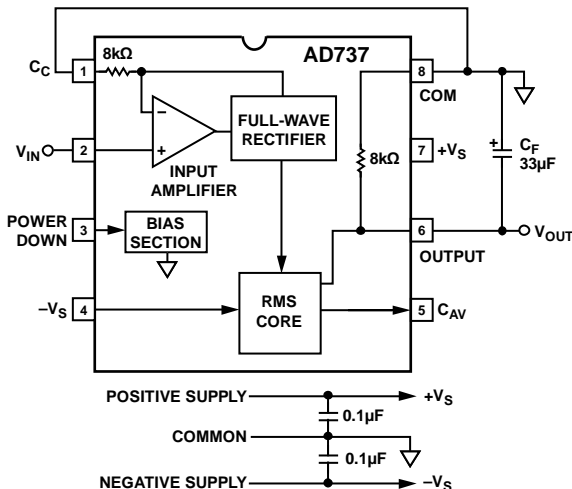 8kΩ
AD737
C_C
1
8
COM
FULL-WAVE
RECTIFIER
V_IN
2
INPUT
AMPLIFIER
8kΩ
7
+V_S
+
C_F
33µF
−
+
POWER
DOWN
3
BIAS
SECTION
6
OUTPUT
V_OUT
−V_S
4
RMS
CORE
5
C_AV
POSITIVE SUPPLY
+V_S
0.1µF
COMMON
0.1µF
NEGATIVE SUPPLY
−V_S